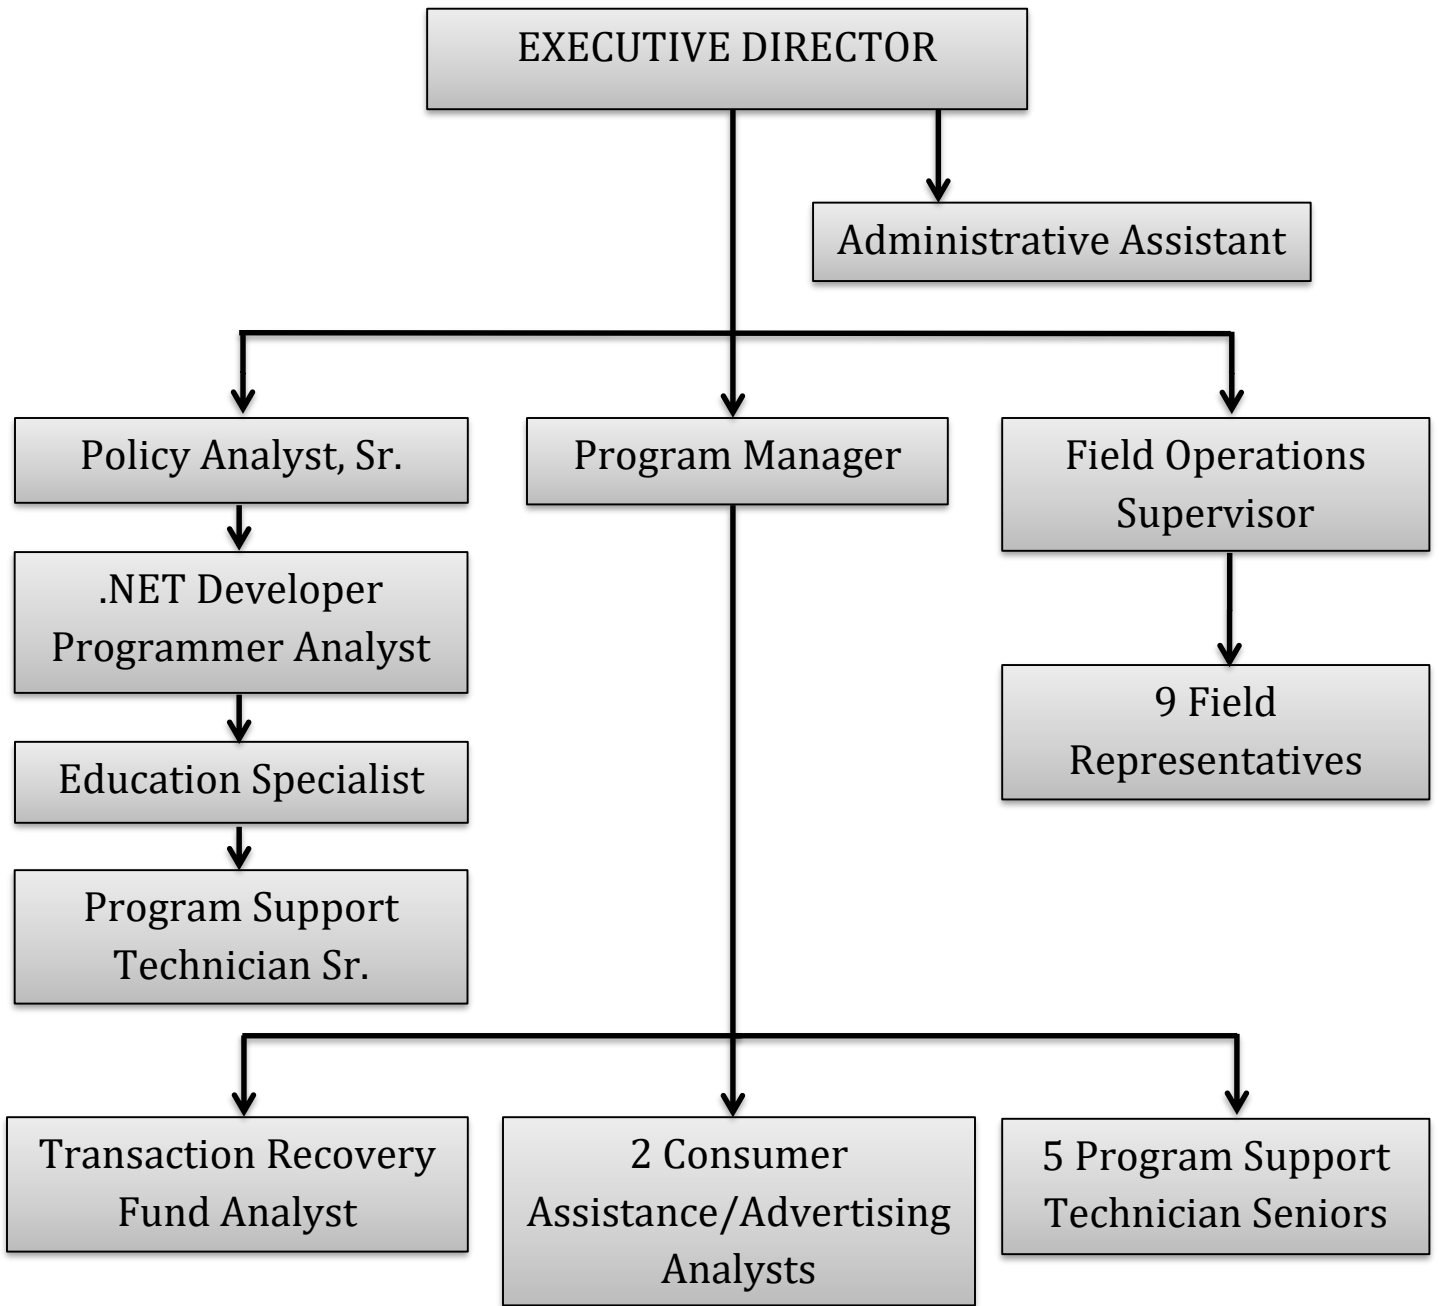 EXECUTIVE DIRECTOR
Administrative Assistant
Policy Analyst, Sr.
Program Manager
Field Operations
Supervisor
.NET Developer
Programmer Analyst
9 Field
Representatives
Education Specialist
Program Support
Technician Sr.
Transaction Recovery
Fund Analyst
2 Consumer
Assistance/Advertising
Analysts
5 Program Support
Technician Seniors